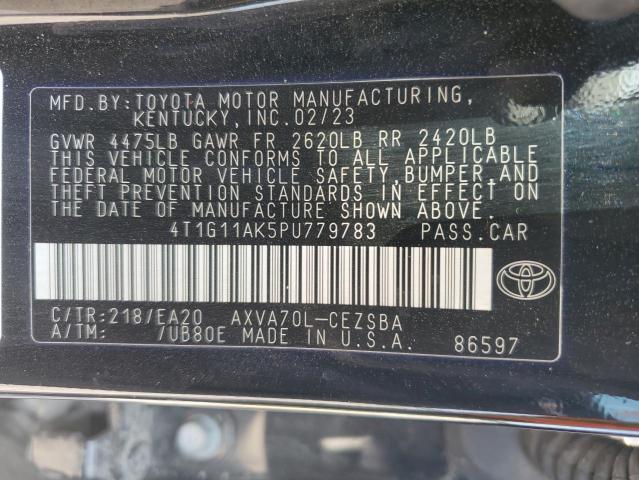 MFD.BY:TOYOTA MOTOR MANUFACTURING,
KENTUCKY,INC.02/23
GVWR 4475LB GAWR FR 2620LB RR 2420LB
THIS VEHICLE CONFORMS TO ALL APPLICABLE
FEDERAL MOTOR VEHICLE SAFETY,BUMPER,AND
THEFT PREVENTION STANDARDS IN EFFECT ON
THE DATE OF MANUFACTURE SHOWN ABOVE.
4T1G11AK5PU779783 PASS.CAR
C/TR:218/EA20 AXVA70L-CEZSBA
A/TM: /UB80E MADE IN U.S.A. 86597